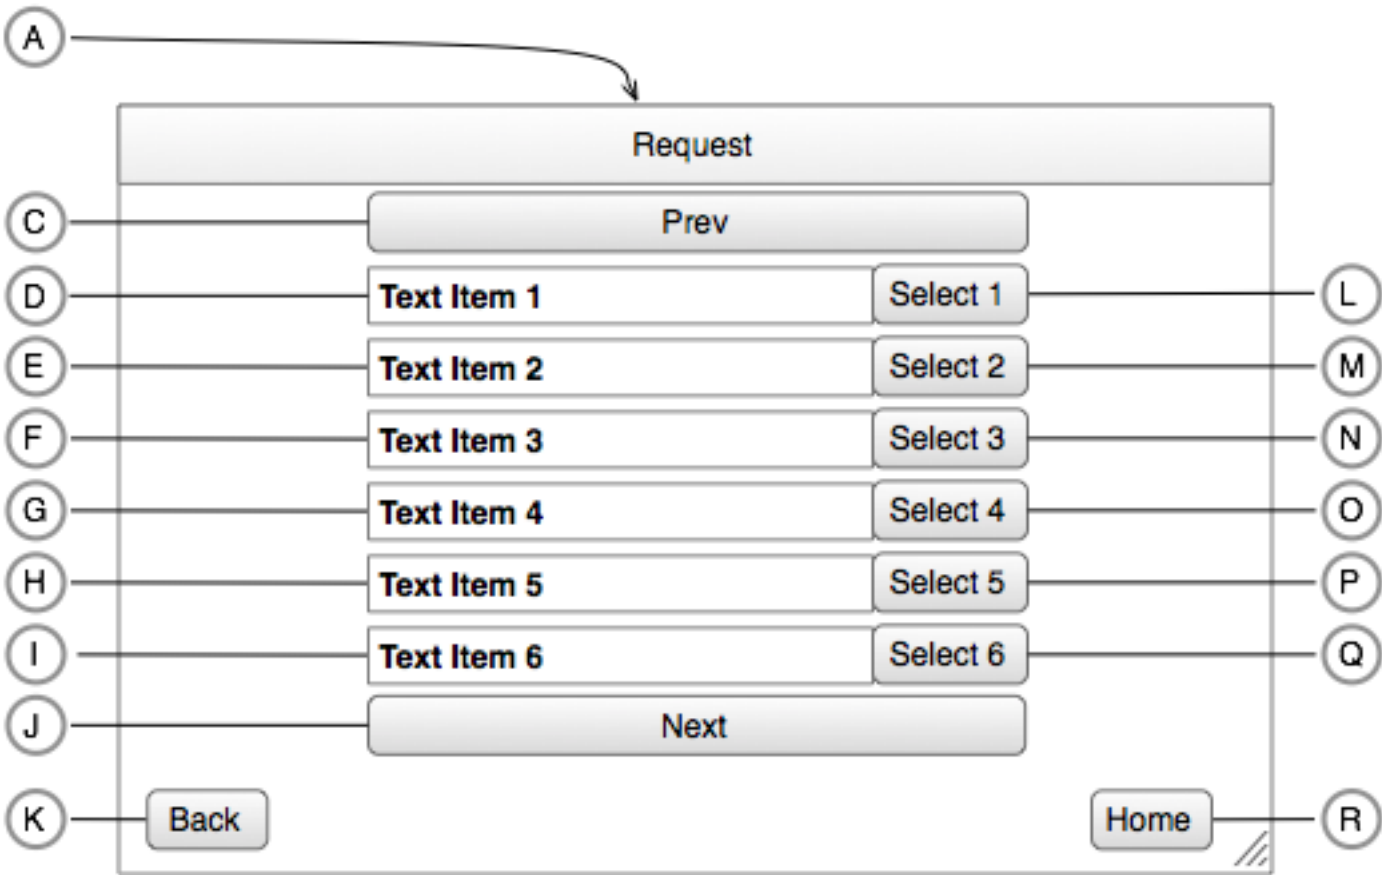 A
Request
C Prev
D Text Item 1 Select 1 L
E Text Item 2 Select 2 M
F Text Item 3 Select 3 N
G Text Item 4 Select 4 O
H Text Item 5 Select 5 P
I Text Item 6 Select 6 Q
J Next
K Back Home R